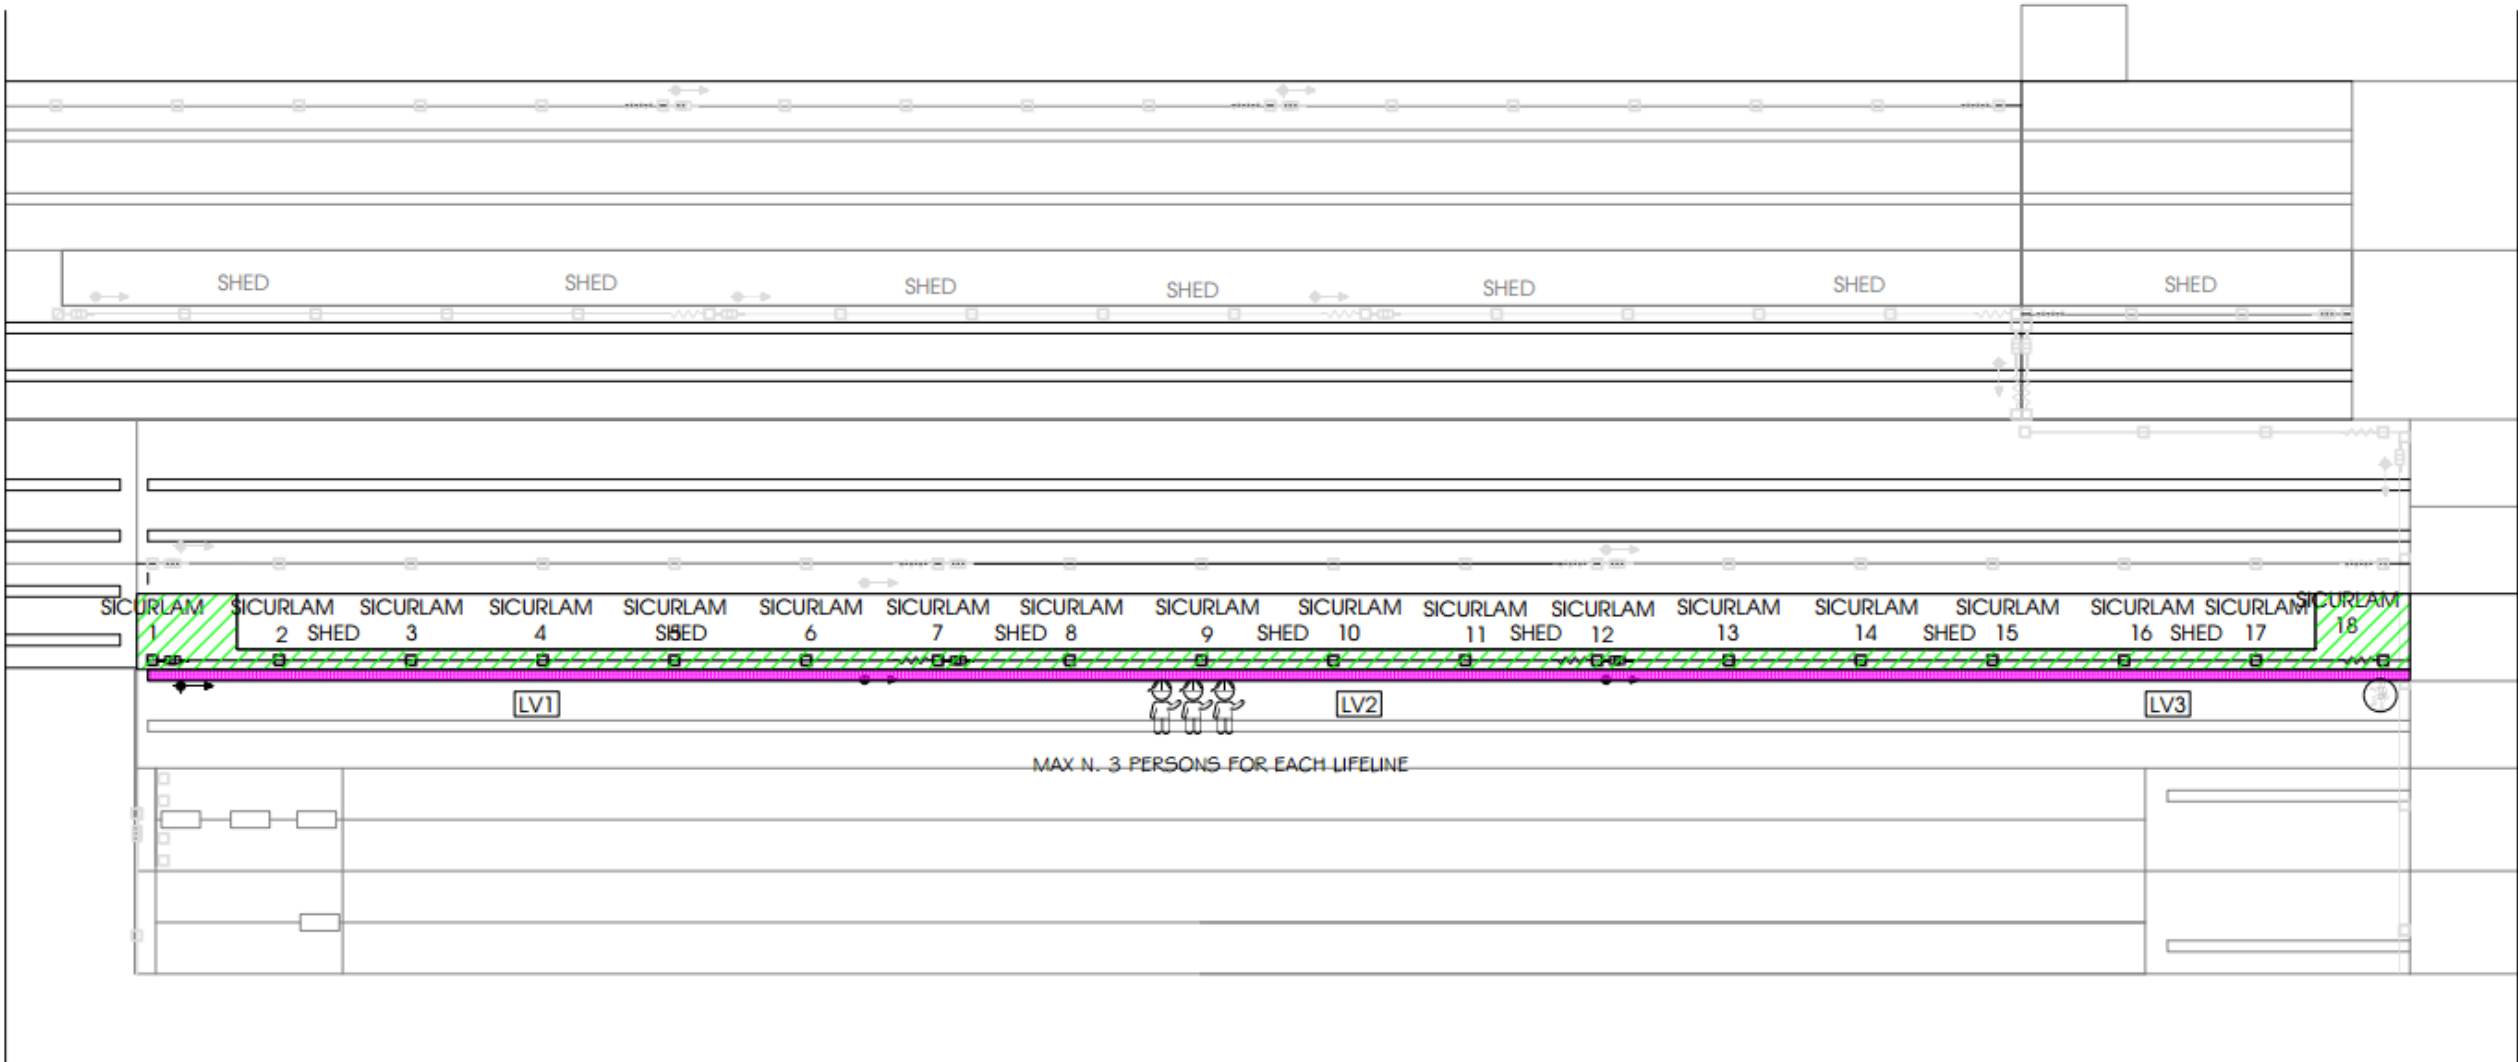 SHED SHED SHED SHED SHED SHED SHED
SICURLAM SICURLAM SICURLAM SICURLAM SICURLAM SICURLAM SICURLAM SICURLAM SICURLAM SICURLAM SICURLAM SICURLAM SICURLAM SICURLAM SICURLAM SICURLAM SICURLAM SICURLAM
1 2 SHED 3 4 5 SHED 6 7 SHED 8 9 SHED 10 11 SHED 12 13 14 SHED 15 16 SHED 17 18
LV1 LV2 LV3
MAX N. 3 PERSONS FOR EACH LIFELINE